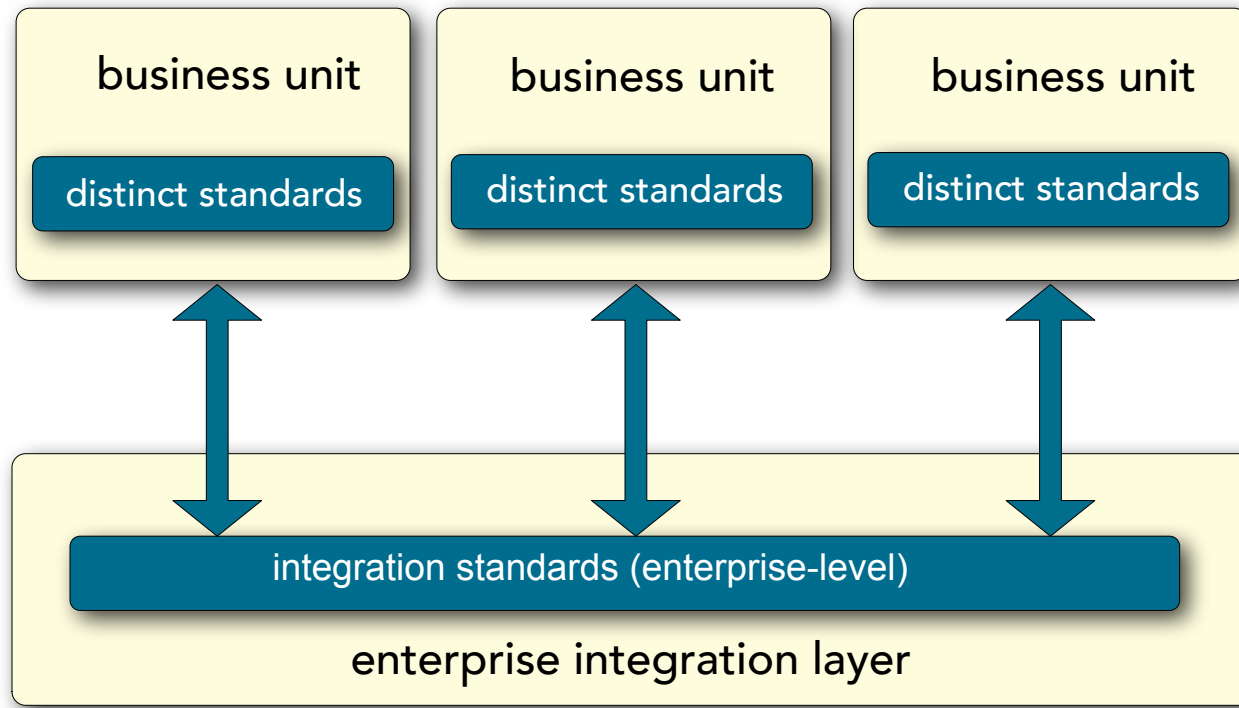 business unit
business unit
business unit
distinct standards
distinct standards
distinct standards
integration standards (enterprise-level)
enterprise integration layer